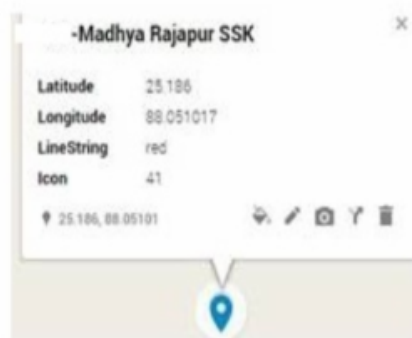 -Madhya Rajapur SSK
Latitude 25.186
Longitude 88.051017
LineString red
Icon 41
25.186, 88.05101